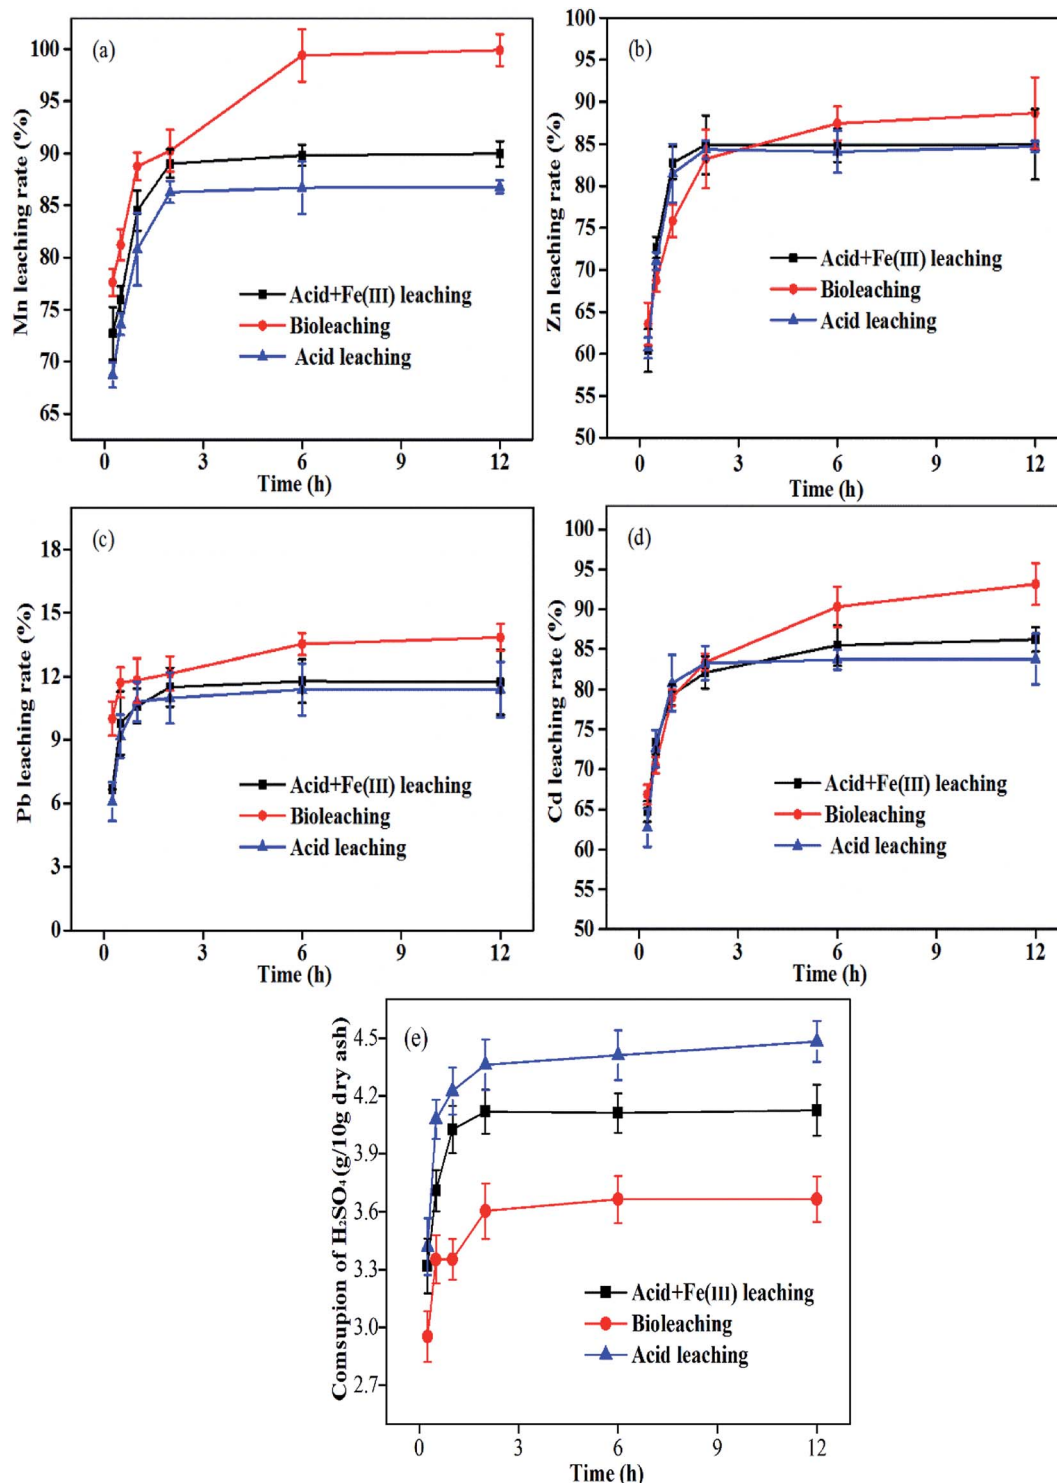 (a)
Mn leaching rate (%)
100
95
90
85
80
75
70
65
Acid+Fe(III) leaching
Bioleaching
Acid leaching
0 3 6 9 12
Time (h)
(b)
Zn leaching rate (%)
100
95
90
85
80
75
70
65
60
55
50
Acid+Fe(III) leaching
Bioleaching
Acid leaching
0 3 6 9 12
Time (h)
(c)
Pb leaching rate (%)
18
15
12
9
6
3
0
Acid+Fe(III) leaching
Bioleaching
Acid leaching
0 3 6 9 12
Time (h)
(d)
Cd leaching rate (%)
100
95
90
85
80
75
70
65
60
55
50
Acid+Fe(III) leaching
Bioleaching
Acid leaching
0 3 6 9 12
Time (h)
(e)
Comsupion of H₂SO₄(g/10g dry ash)
4.5
4.2
3.9
3.6
3.3
3.0
2.7
Acid+Fe(III) leaching
Bioleaching
Acid leaching
0 3 6 9 12
Time (h)